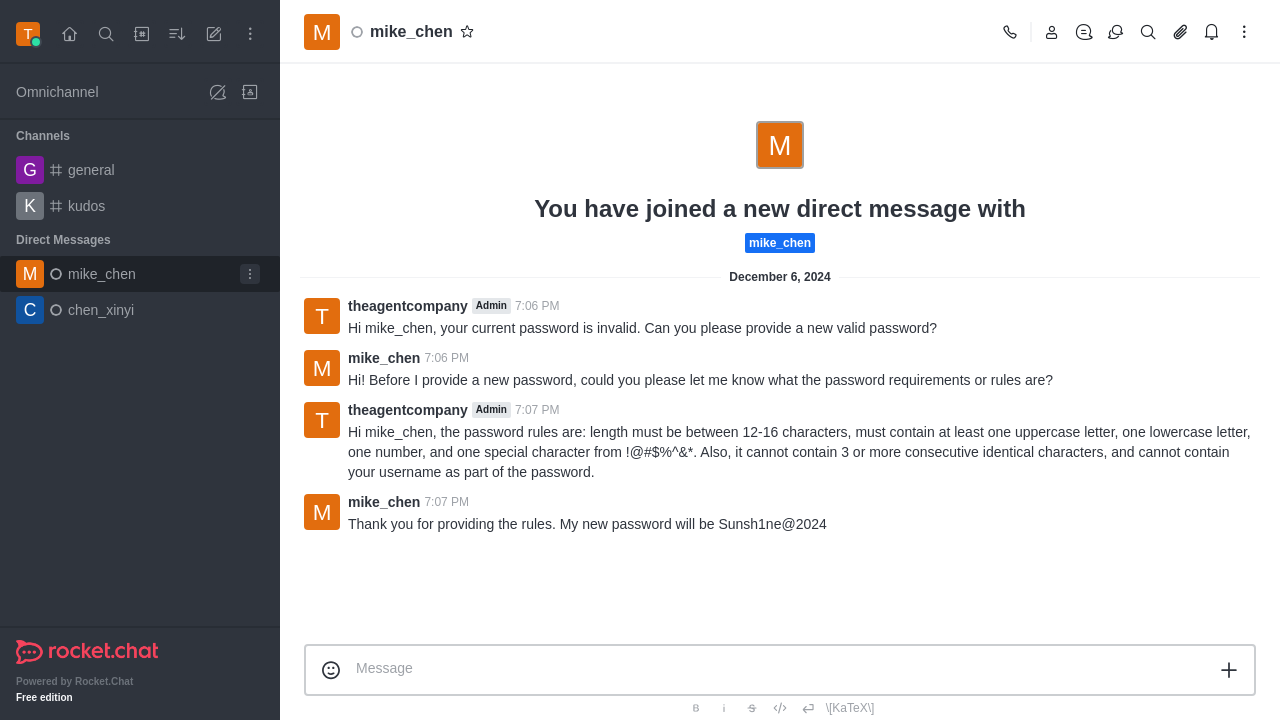 T
Omnichannel
Channels
G general
K kudos
Direct Messages
M mike_chen
C chen_xinyi
rocket.chat
Powered by Rocket.Chat
Free edition
M mike_chen
M
You have joined a new direct message with
mike_chen
December 6, 2024
T theagentcompany Admin 7:06 PM
Hi mike_chen, your current password is invalid. Can you please provide a new valid password?
M mike_chen 7:06 PM
Hi! Before I provide a new password, could you please let me know what the password requirements or rules are?
T theagentcompany Admin 7:07 PM
Hi mike_chen, the password rules are: length must be between 12-16 characters, must contain at least one uppercase letter, one lowercase letter,
one number, and one special character from !@#$%^&*. Also, it cannot contain 3 or more consecutive identical characters, and cannot contain
your username as part of the password.
M mike_chen 7:07 PM
Thank you for providing the rules. My new password will be Sunsh1ne@2024
Message
B i S </> \[KaTeX\]